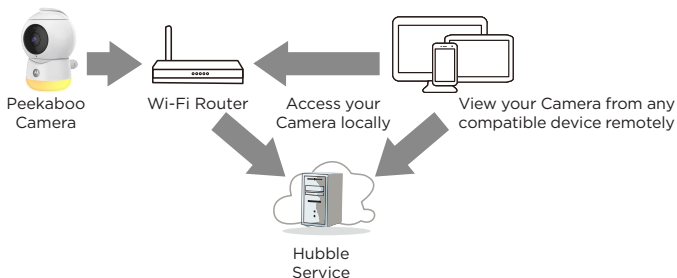 Peekaboo
Camera
Wi-Fi Router
Access your
Camera locally
View your Camera from any
compatible device remotely
Hubble
Service